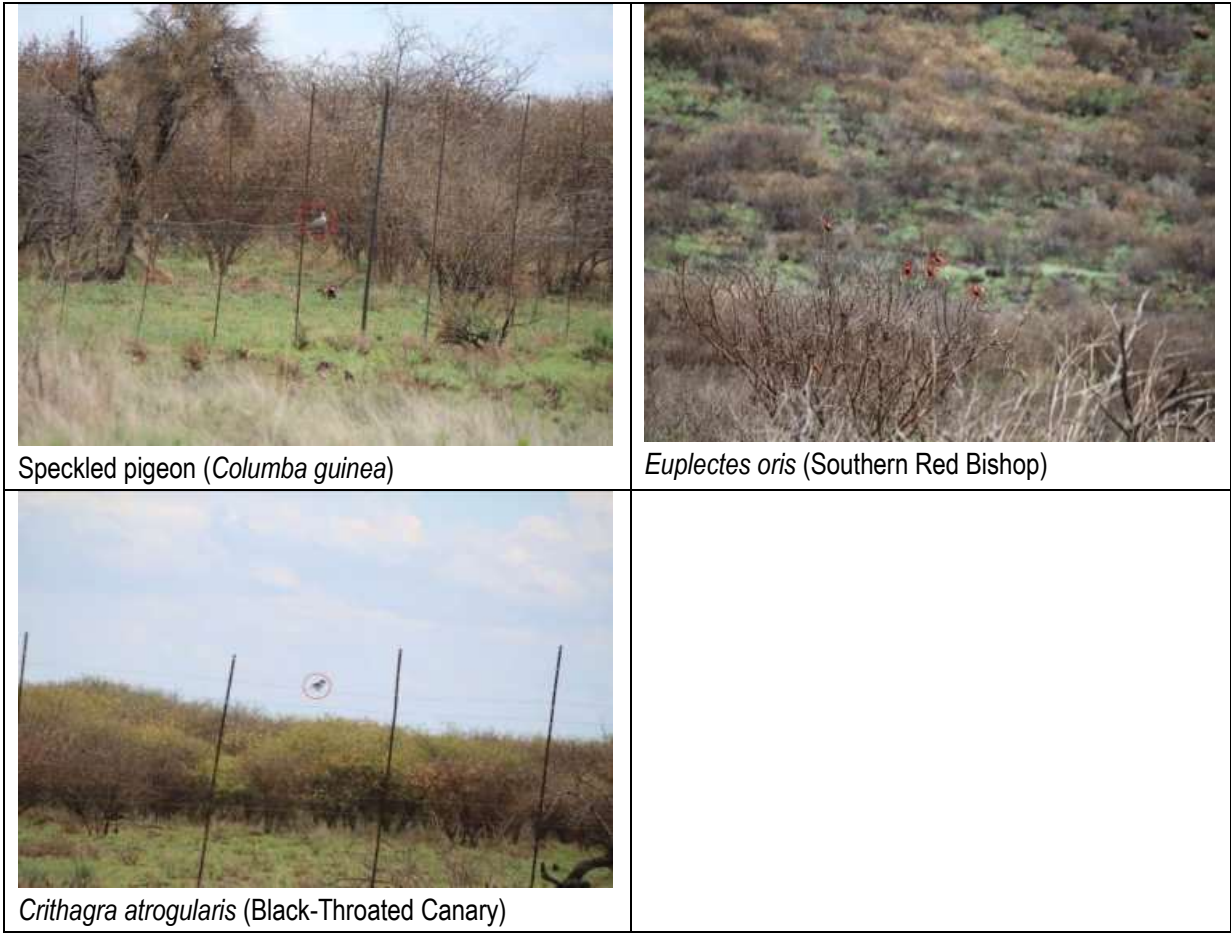 Speckled pigeon (Columba guinea)
Euplectes oris (Southern Red Bishop)
Crithagra atrogularis (Black-Throated Canary)